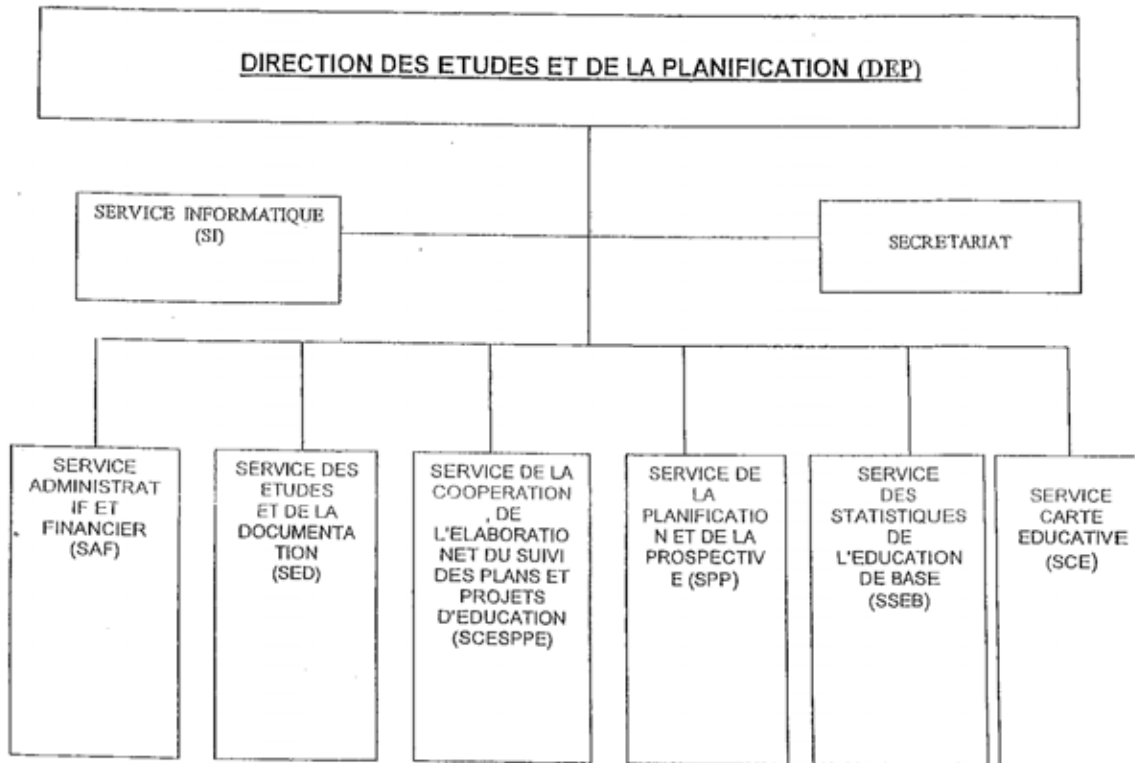 DIRECTION DES ETUDES ET DE LA PLANIFICATION (DEP)
SERVICE INFORMATIQUE
(SI)
SECRETARIAT
SERVICE
ADMINISTRAT
IF ET
FINANCIER
(SAF)
SERVICE DES
ETUDES
ET DE LA
DOCUMENTA
TION
(SED)
SERVICE DE LA
COOPERATION
, DE
L'ELABORATIO
NET DU SUIVI
DES PLANS ET
PROJETS
D'EDUCATION
(SCESPPE)
SERVICE DE
LA
PLANIFICATIO
N ET DE LA
PROSPECTIV
E (SPP)
SERVICE
DES
STATISTIQUES
DE
L'EDUCATION
DE BASE
(SSEB)
SERVICE
CARTE
EDUCATIVE
(SCE)